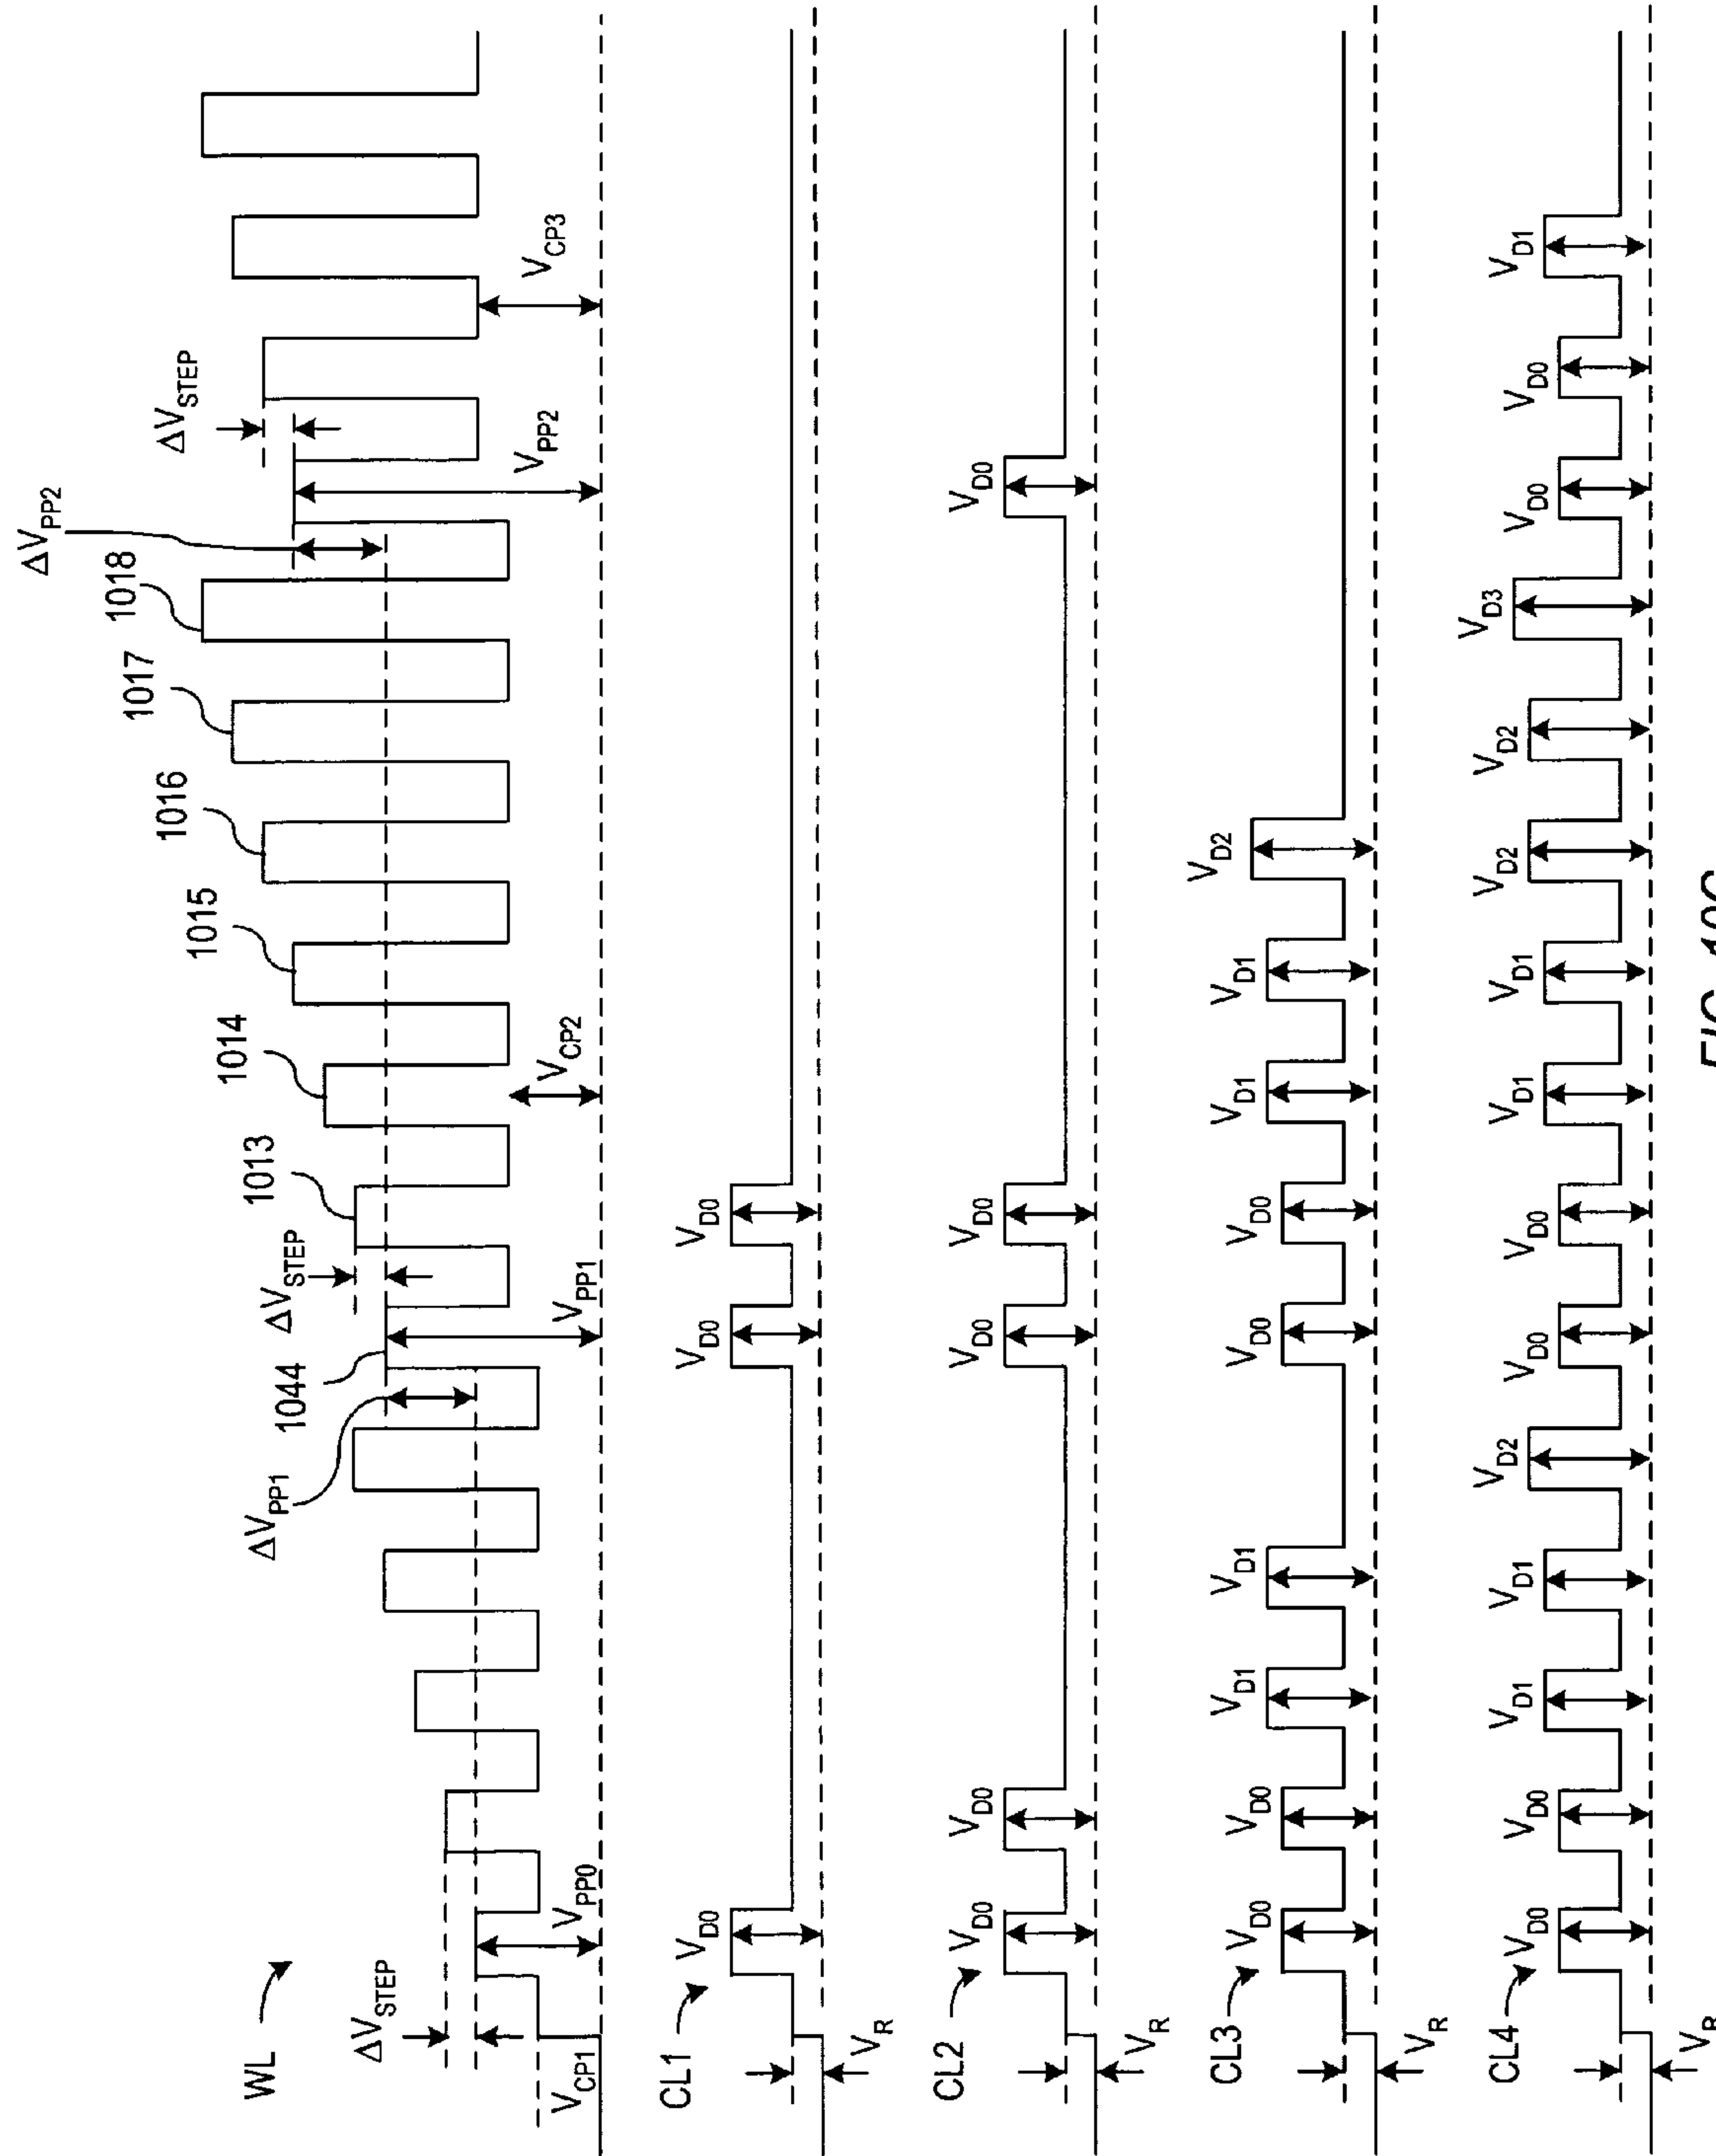 WL
ΔV_STEP
V_CP1
V_PP0
ΔV_PP1
1044
V_PP1
ΔV_STEP
1013
1014
V_CP2
1015
1016
1017
1018
ΔV_PP2
V_PP2
ΔV_STEP
V_CP3
CL1
V_R
V_D0 V_D0 V_D0
CL2
V_R
V_D0 V_D0 V_D0 V_D0 V_D0
CL3
V_R
V_D0 V_D0 V_D1 V_D1 V_D0 V_D0 V_D1 V_D1 V_D2
CL4
V_R
V_D0 V_D0 V_D1 V_D1 V_D2 V_D0 V_D0 V_D1 V_D1 V_D2 V_D2 V_D3 V_D0 V_D0 V_D1